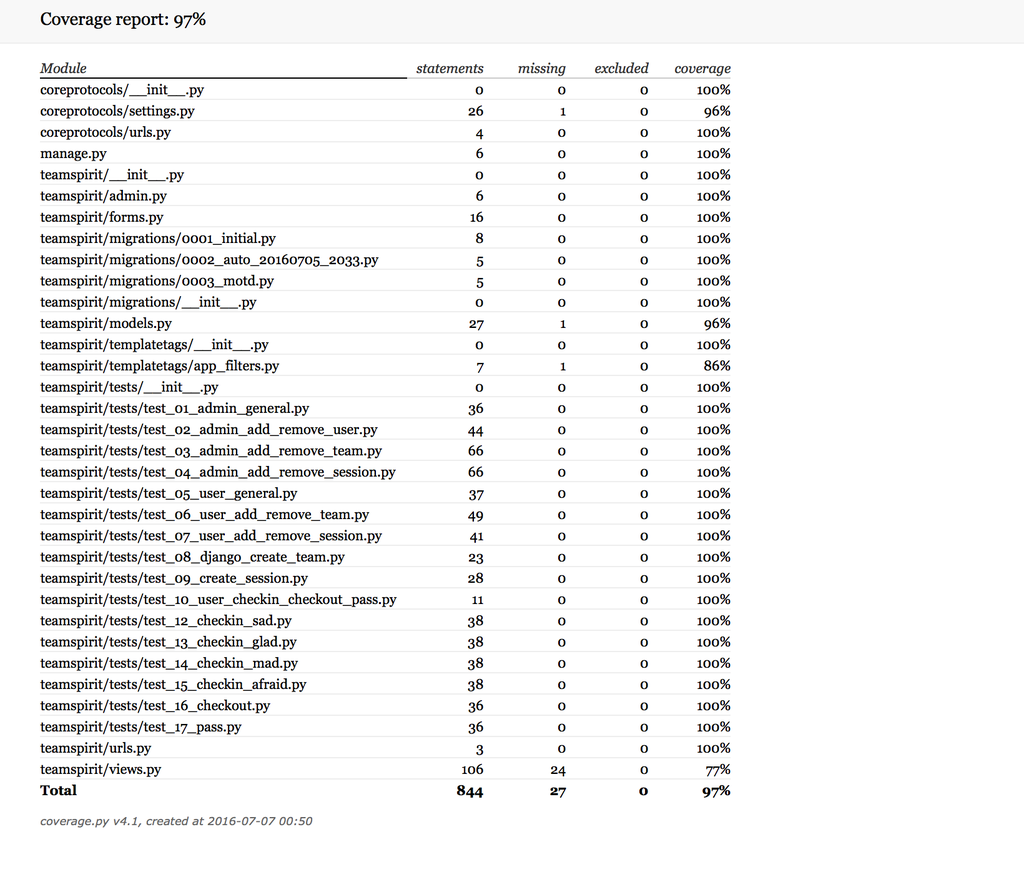 Coverage report: 97%
Module statements missing excluded coverage
coreprotocols/__init__.py 0 0 0 100%
coreprotocols/settings.py 26 1 0 96%
coreprotocols/urls.py 4 0 0 100%
manage.py 6 0 0 100%
teamspirit/__init__.py 0 0 0 100%
teamspirit/admin.py 6 0 0 100%
teamspirit/forms.py 16 0 0 100%
teamspirit/migrations/0001_initial.py 8 0 0 100%
teamspirit/migrations/0002_auto_20160705_2033.py 5 0 0 100%
teamspirit/migrations/0003_motd.py 5 0 0 100%
teamspirit/migrations/__init__.py 0 0 0 100%
teamspirit/models.py 27 1 0 96%
teamspirit/templatetags/__init__.py 0 0 0 100%
teamspirit/templatetags/app_filters.py 7 1 0 86%
teamspirit/tests/__init__.py 0 0 0 100%
teamspirit/tests/test_01_admin_general.py 36 0 0 100%
teamspirit/tests/test_02_admin_add_remove_user.py 44 0 0 100%
teamspirit/tests/test_03_admin_add_remove_team.py 66 0 0 100%
teamspirit/tests/test_04_admin_add_remove_session.py 66 0 0 100%
teamspirit/tests/test_05_user_general.py 37 0 0 100%
teamspirit/tests/test_06_user_add_remove_team.py 49 0 0 100%
teamspirit/tests/test_07_user_add_remove_session.py 41 0 0 100%
teamspirit/tests/test_08_django_create_team.py 23 0 0 100%
teamspirit/tests/test_09_create_session.py 28 0 0 100%
teamspirit/tests/test_10_user_checkin_checkout_pass.py 11 0 0 100%
teamspirit/tests/test_12_checkin_sad.py 38 0 0 100%
teamspirit/tests/test_13_checkin_glad.py 38 0 0 100%
teamspirit/tests/test_14_checkin_mad.py 38 0 0 100%
teamspirit/tests/test_15_checkin_afraid.py 38 0 0 100%
teamspirit/tests/test_16_checkout.py 36 0 0 100%
teamspirit/tests/test_17_pass.py 36 0 0 100%
teamspirit/urls.py 3 0 0 100%
teamspirit/views.py 106 24 0 77%
Total 844 27 0 97%
coverage.py v4.1, created at 2016-07-07 00:50